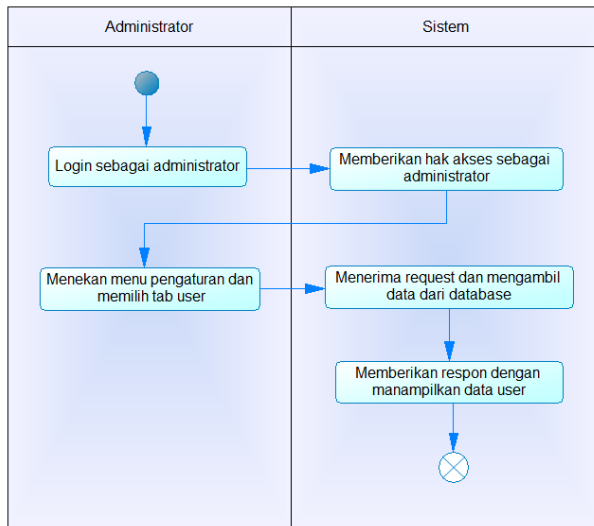 Administrator
Sistem
Login sebagai administrator
Memberikan hak akses sebagai
administrator
Menekan menu pengaturan dan
memilih tab user
Menerima request dan mengambil
data dari database
Memberikan respon dengan
manampilkan data user